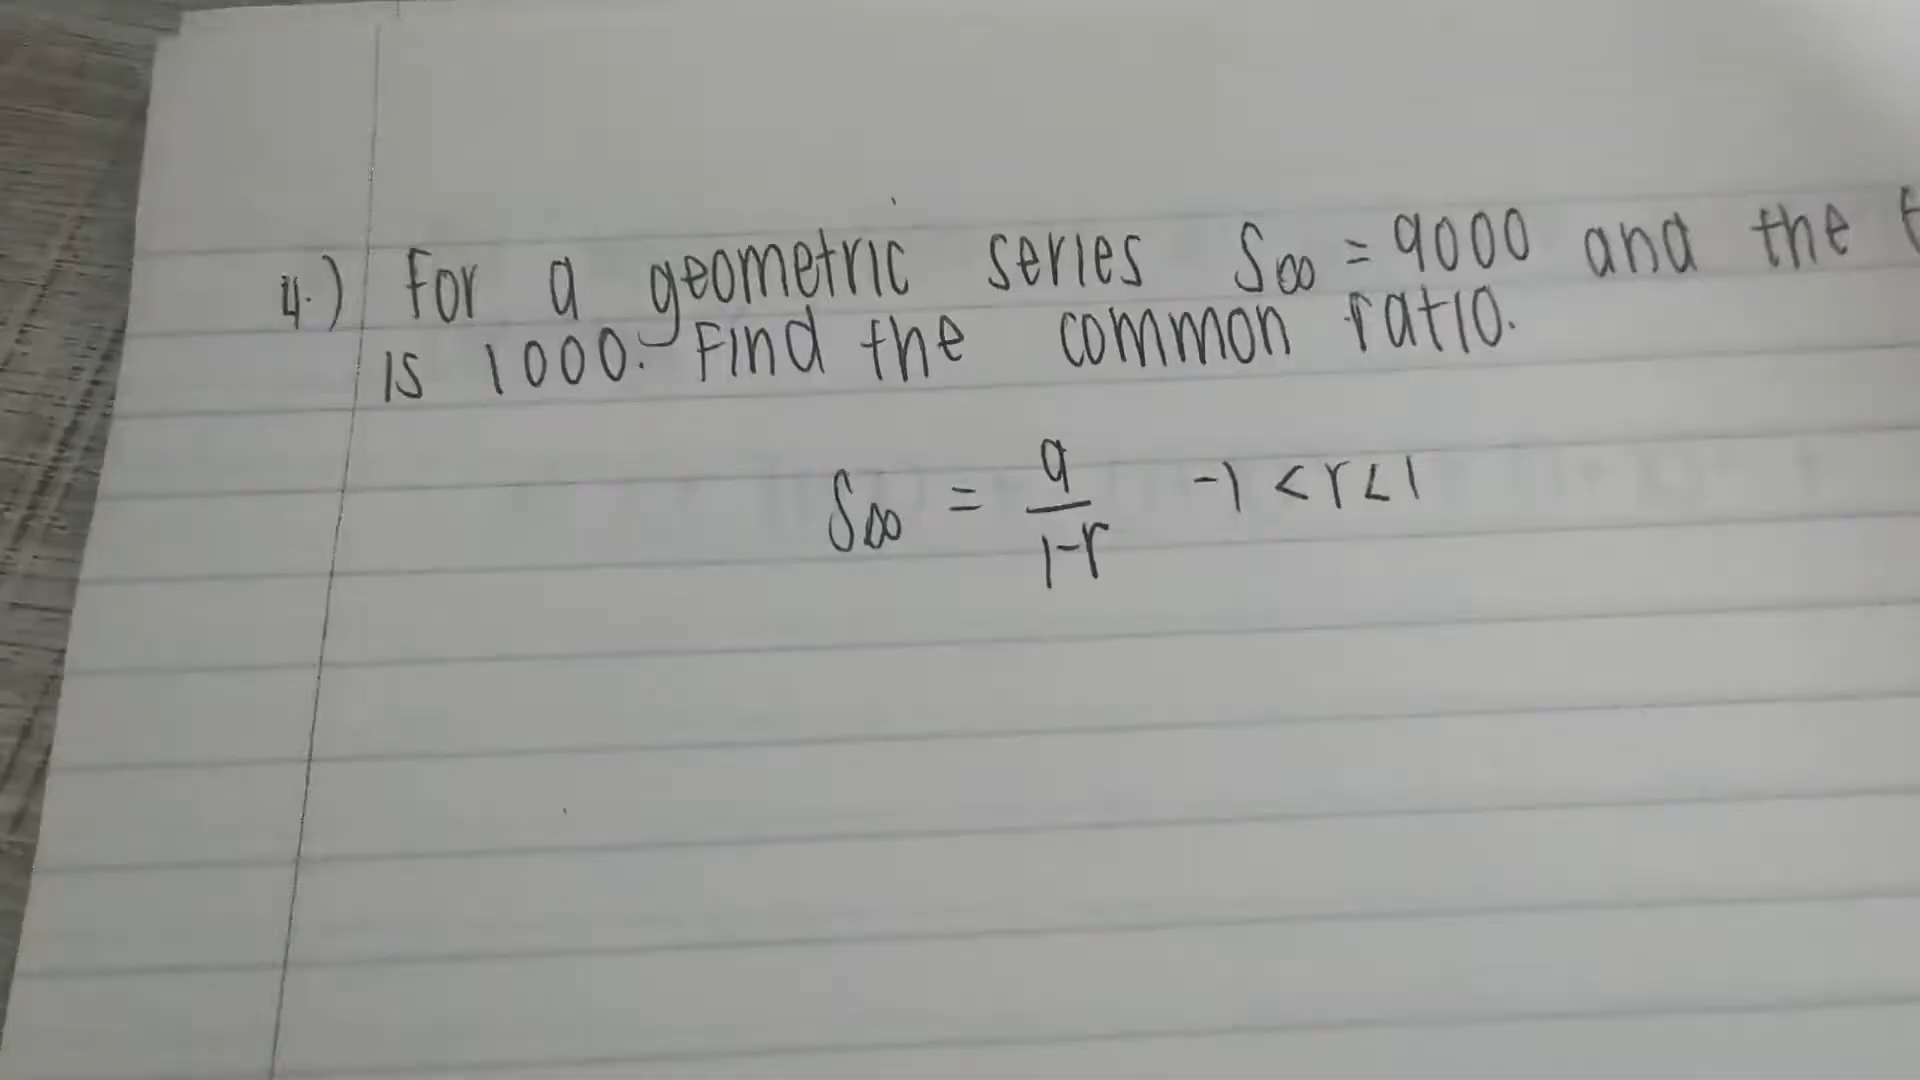 4.) For a geometric series S∞ = 9000 and the
is 1000. Find the common ratio.
S∞ = a/1-r -1 < r < 1